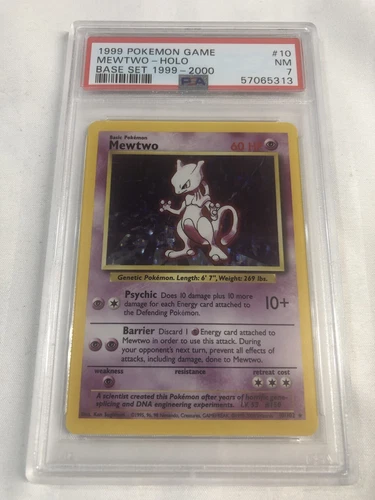 1999 POKEMON GAME #10
MEWTWO-HOLO NM
BASE SET 1999-2000 7
PSA 57065313
Basic Pokémon
Mewtwo 60 HP
Genetic Pokémon. Length: 6' 7", Weight: 269 lbs.
Psychic Does 10 damage plus 10 more
damage for each Energy card attached to
the Defending Pokémon.
10+
Barrier Discard 1 Energy card attached to
Mewtwo in order to use this attack. During
your opponent's next turn, prevent all effects of
attacks, including damage, done to Mewtwo.
weakness resistance retreat cost
A scientist created this Pokémon after years of horrific gene-
splicing and DNA engineering experiments. LV. 53 #150